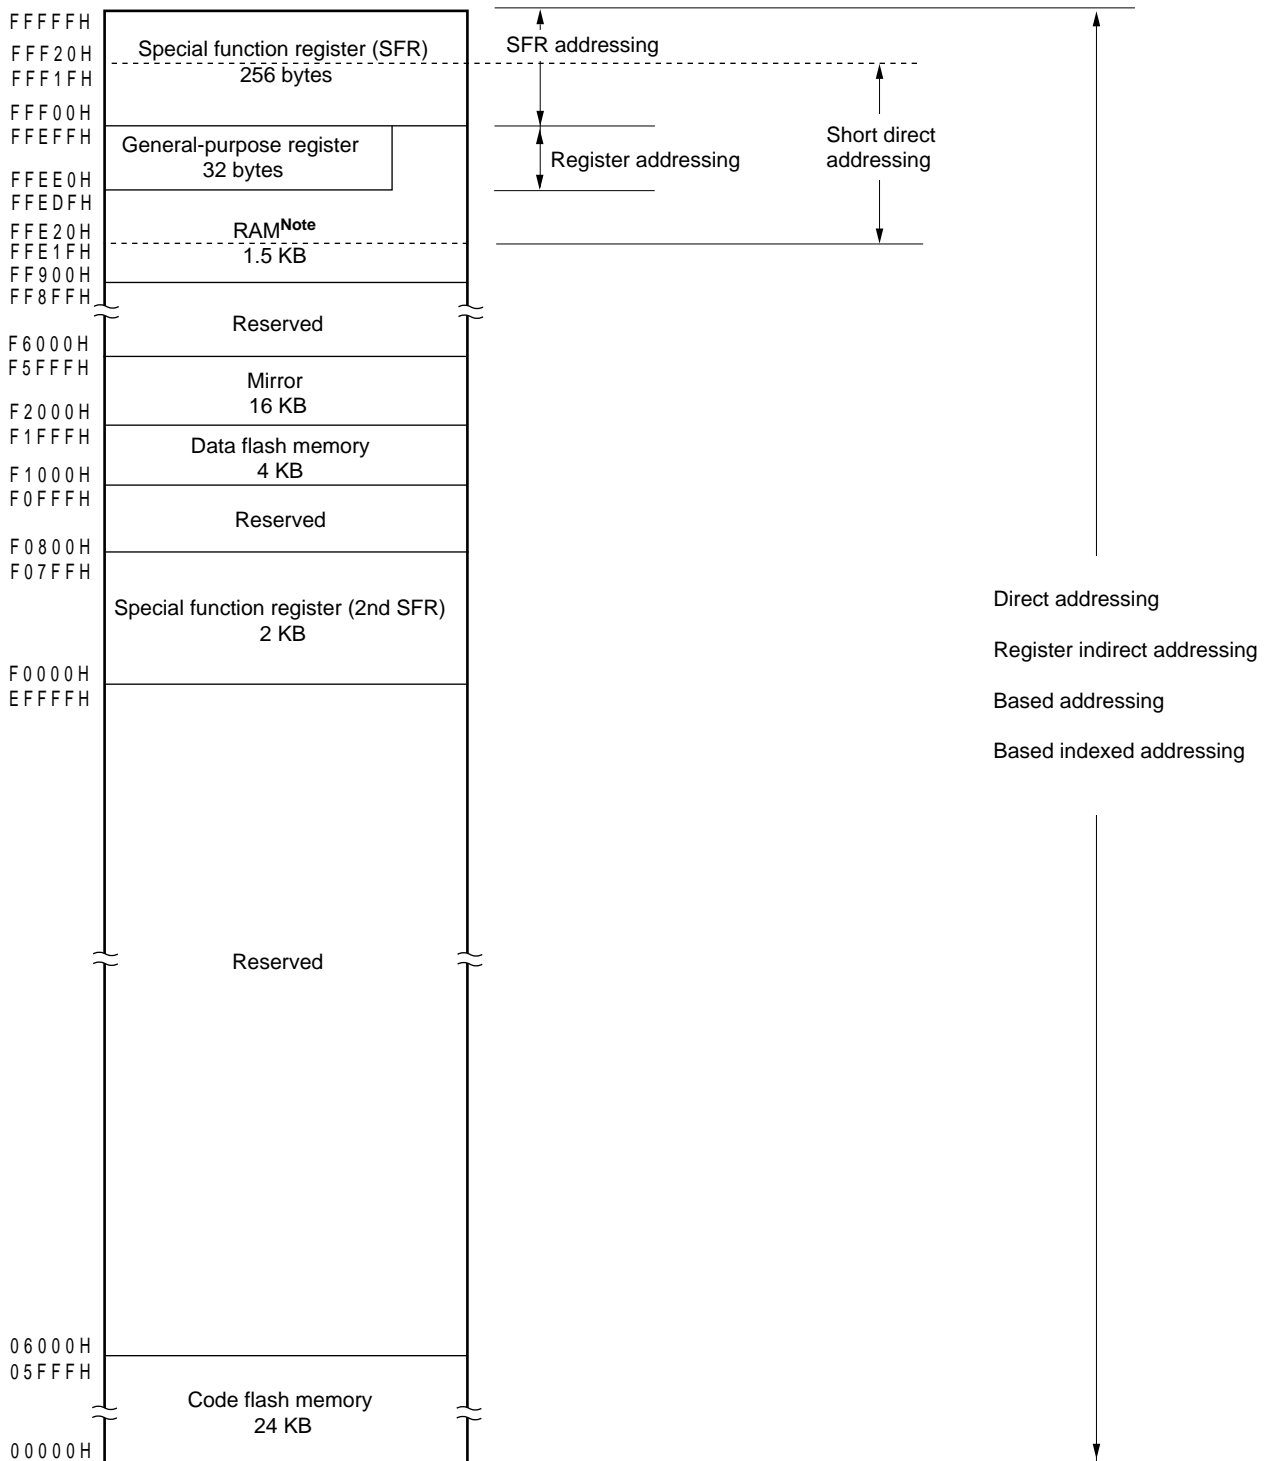 FFFFFH
FFF20H
FFF1FH
FFF00H
FFEFFH
FFEE0H
FFEDFH
FFE20H
FFE1FH
FF900H
FF8FFH
F6000H
F5FFFH
F2000H
F1FFFH
F1000H
F0FFFH
F0800H
F07FFH
F0000H
EFFFFH
06000H
05FFFH
00000H
Special function register (SFR)
256 bytes
General-purpose register
32 bytes
RAMNote
1.5 KB
Reserved
Mirror
16 KB
Data flash memory
4 KB
Reserved
Special function register (2nd SFR)
2 KB
Reserved
Code flash memory
24 KB
SFR addressing
Register addressing
Short direct
addressing
Direct addressing
Register indirect addressing
Based addressing
Based indexed addressing